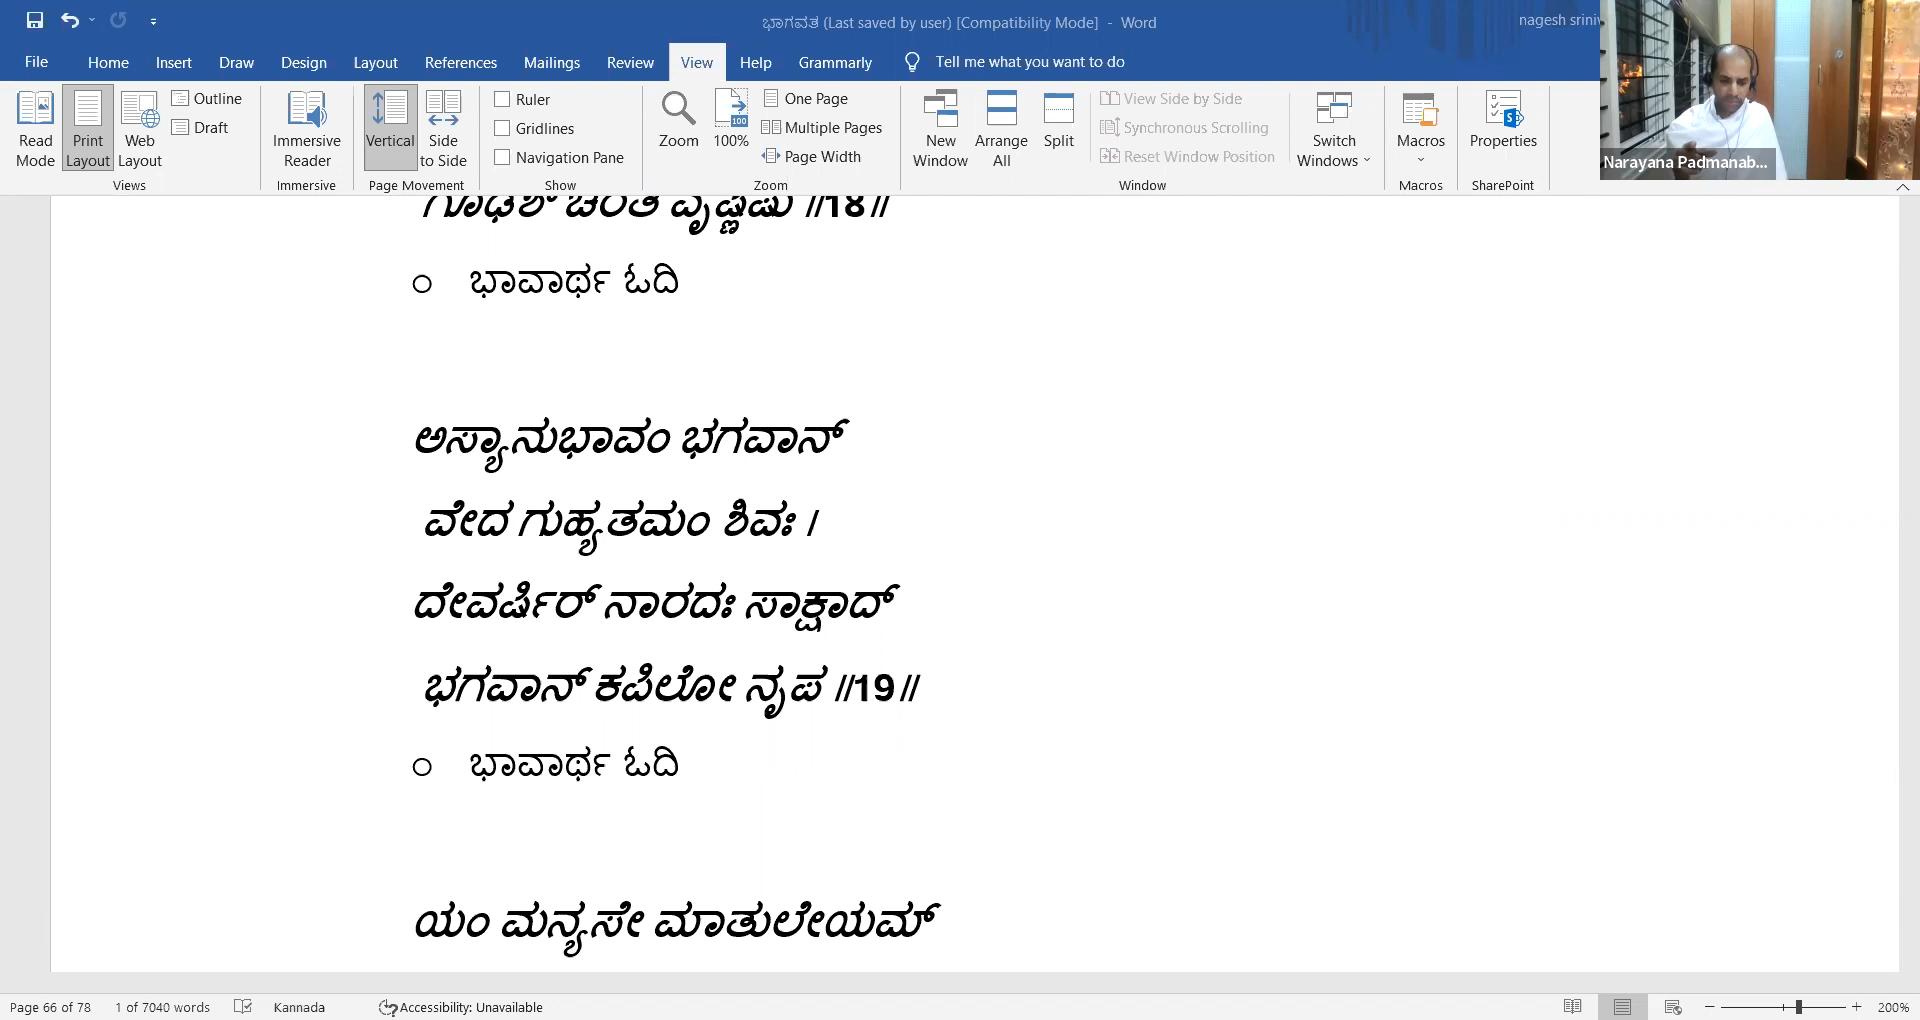 ಭಾಗವತ (Last saved by user) [Compatibility Mode] - Word
nagesh
File Home Insert Draw Design Layout References Mailings Review View Help Grammarly Tell me what you want to do
Read Mode Print Layout Web Layout Outline Draft Views
Immersive Reader Immersive
Vertical Side to Side Page Movement
Ruler Gridlines Navigation Pane Show
Zoom 100% One Page Multiple Pages Page Width Zoom
New Window Arrange All Split View Side by Side Synchronous Scrolling Reset Window Position Switch Windows Window
Macros Macros
Properties SharePoint
Narayana Padmanab...
ಗೂಢಶ್ ಚರತಿ ವೃಷ್ಣಿಷು //18//
ಭಾವಾರ್ಥ ಓದಿ
ಅಸ್ಯಾನುಭಾವಂ ಭಗವಾನ್
ವೇದ ಗುಹ್ಯತಮಂ ಶಿವಃ /
ದೇವರ್ಷಿರ್ ನಾರದಃ ಸಾಕ್ಷಾದ್
ಭಗವಾನ್ ಕಪಿಲೋ ನೃಪ //19//
ಭಾವಾರ್ಥ ಓದಿ
ಯಂ ಮನ್ಯಸೇ ಮಾತುಲೇಯಮ್
Page 66 of 78 1 of 7040 words Kannada Accessibility: Unavailable 200%